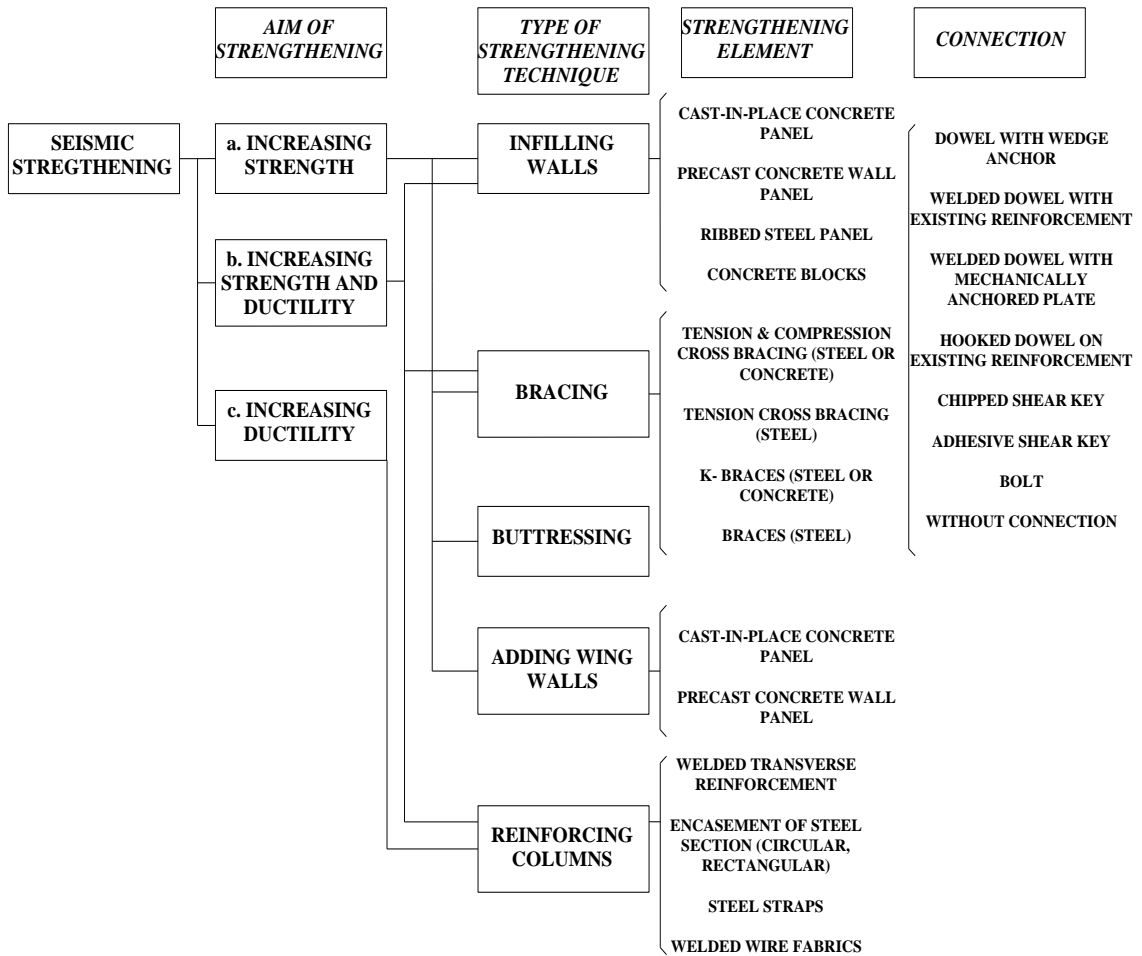 AIM OF
STRENGTHENING
TYPE OF
STRENGTHENING
TECHNIQUE
STRENGTHENING
ELEMENT
CONNECTION
SEISMIC
STREGTHENING
a. INCREASING
STRENGTH
b. INCREASING
STRENGTH AND
DUCTILITY
c. INCREASING
DUCTILITY
INFILLING
WALLS
BRACING
BUTTRESSING
ADDING WING
WALLS
REINFORCING
COLUMNS
CAST-IN-PLACE CONCRETE
PANEL
PRECAST CONCRETE WALL
PANEL
RIBBED STEEL PANEL
CONCRETE BLOCKS
TENSION & COMPRESSION
CROSS BRACING (STEEL OR
CONCRETE)
TENSION CROSS BRACING
(STEEL)
K- BRACES (STEEL OR
CONCRETE)
BRACES (STEEL)
CAST-IN-PLACE CONCRETE
PANEL
PRECAST CONCRETE WALL
PANEL
WELDED TRANSVERSE
REINFORCEMENT
ENCASEMENT OF STEEL
SECTION (CIRCULAR,
RECTANGULAR)
STEEL STRAPS
WELDED WIRE FABRICS
DOWEL WITH WEDGE
ANCHOR
WELDED DOWEL WITH
EXISTING REINFORCEMENT
WELDED DOWEL WITH
MECHANICALLY
ANCHORED PLATE
HOOKED DOWEL ON
EXISTING REINFORCEMENT
CHIPPED SHEAR KEY
ADHESIVE SHEAR KEY
BOLT
WITHOUT CONNECTION